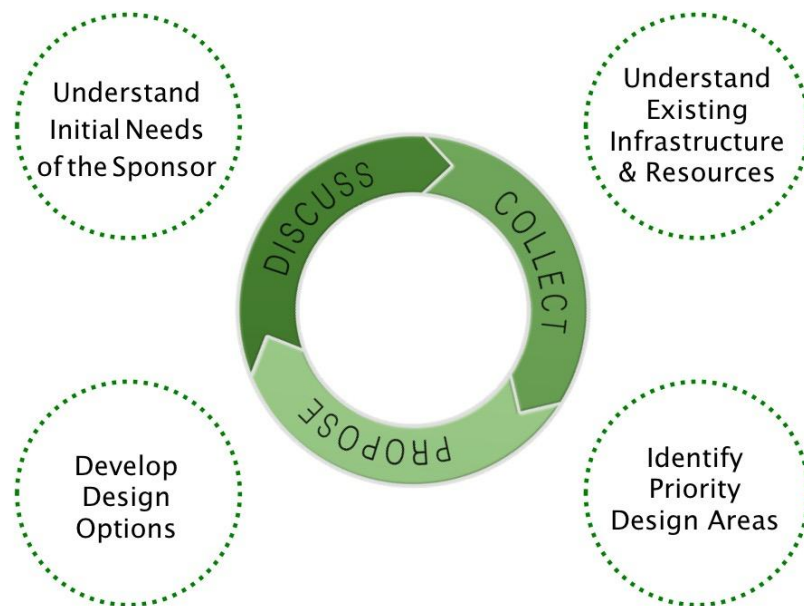 Understand
Initial Needs
of the Sponsor
Understand
Existing
Infrastructure
& Resources
DISCUSS
COLLECT
PROPOSE
Develop
Design
Options
Identify
Priority
Design Areas